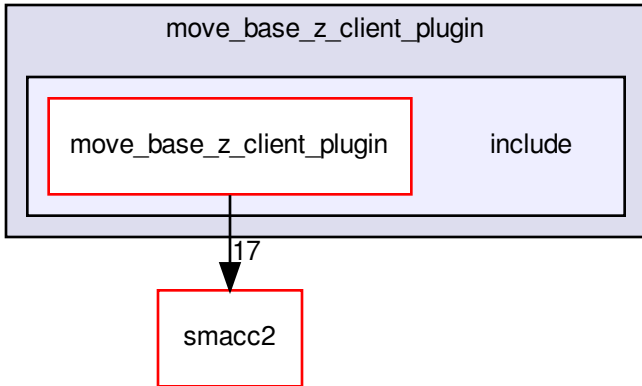 move_base_z_client_plugin
move_base_z_client_plugin
include
17
smacc2